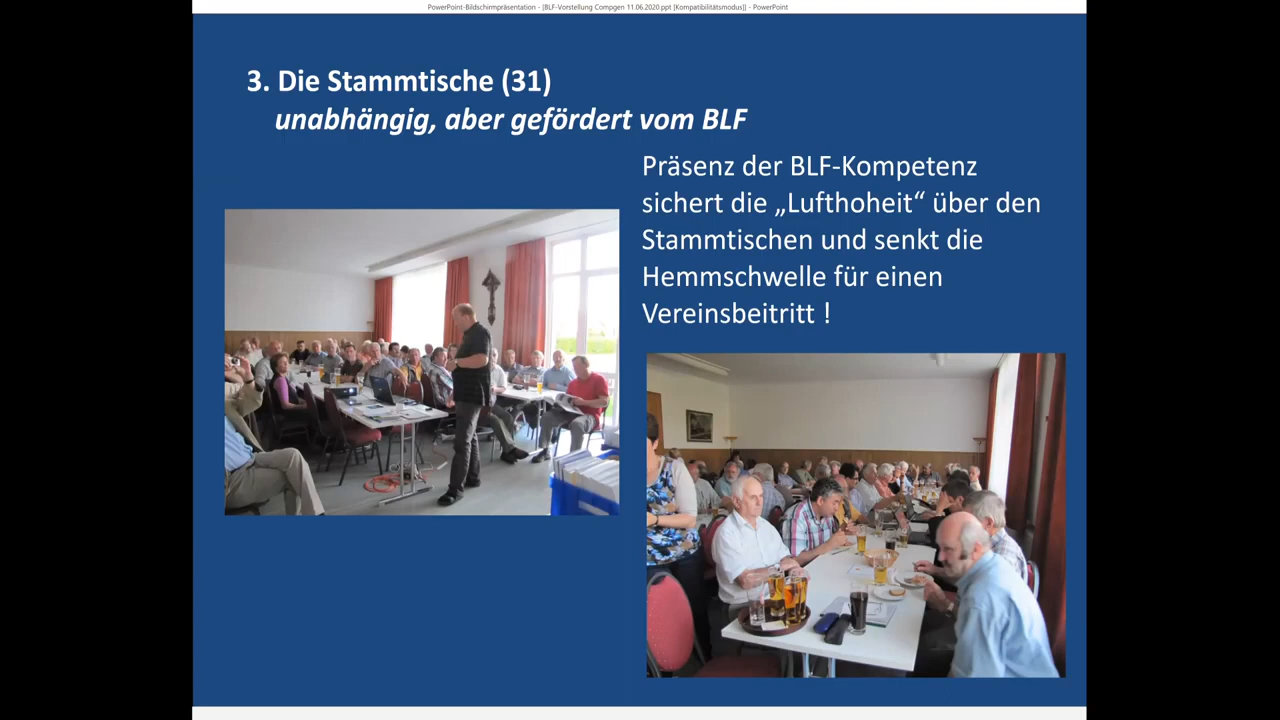 PowerPoint-Bildschirmpräsentation - [BLF-Vorstellung Compgen 11.06.2020.ppt [Kompatibilitätsmodus]] - PowerPoint
3. Die Stammtische (31)
unabhängig, aber gefördert vom BLF
Präsenz der BLF-Kompetenz
sichert die „Lufthoheit“ über den
Stammtischen und senkt die
Hemmschwelle für einen
Vereinsbeitritt !